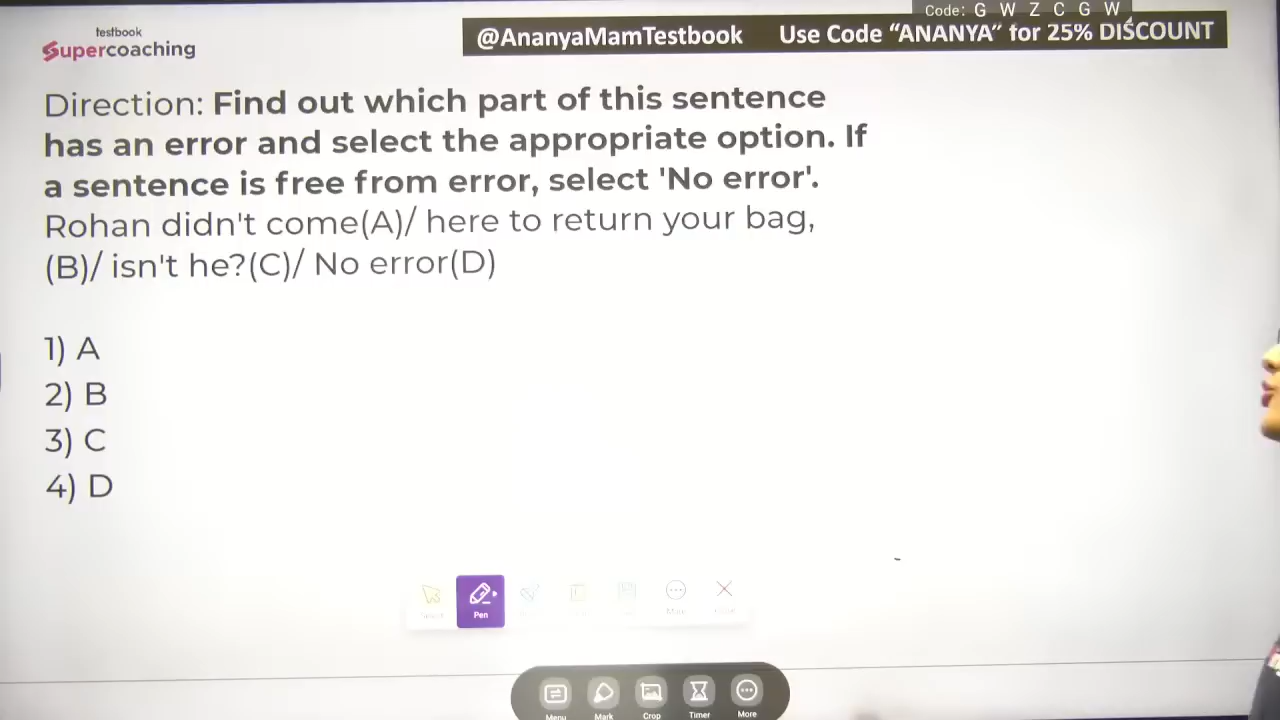 Code: G W Z C G W
testbook
Supercoaching
@AnanyaMamTestbook Use Code “ANANYA” for 25% DISCOUNT
Direction: Find out which part of this sentence
has an error and select the appropriate option. If
a sentence is free from error, select 'No error'.
Rohan didn't come(A)/ here to return your bag,
(B)/ isn't he?(C)/ No error(D)
1) A
2) B
3) C
4) D
Pen
Menu Mark Crop Timer More